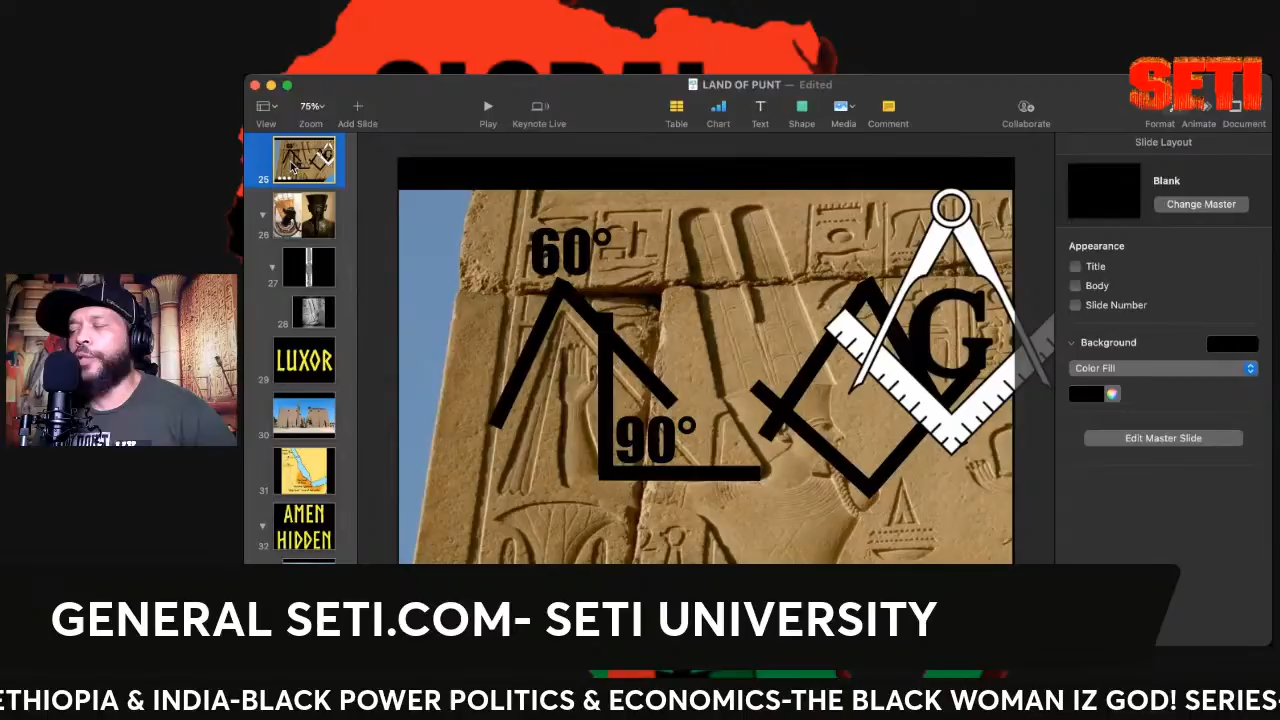 GLOBAL
SETI
LAND OF PUNT — Edited
75%
View
Zoom
Add Slide
Play
Keynote Live
Table
Chart
Text
Shape
Media
Comment
Collaborate
Format
Animate
Document
25
26
27
28
LUXOR
29
30
31
AMEN
HIDDEN
32
60°
90°
G
G
Slide Layout
Blank
Change Master
Appearance
Title
Body
Slide Number
Background
Color Fill
Edit Master Slide
GENERAL SETI.COM- SETI UNIVERSITY
ETHIOPIA & INDIA-BLACK POWER POLITICS & ECONOMICS-THE BLACK WOMAN IZ GOD! SERIES